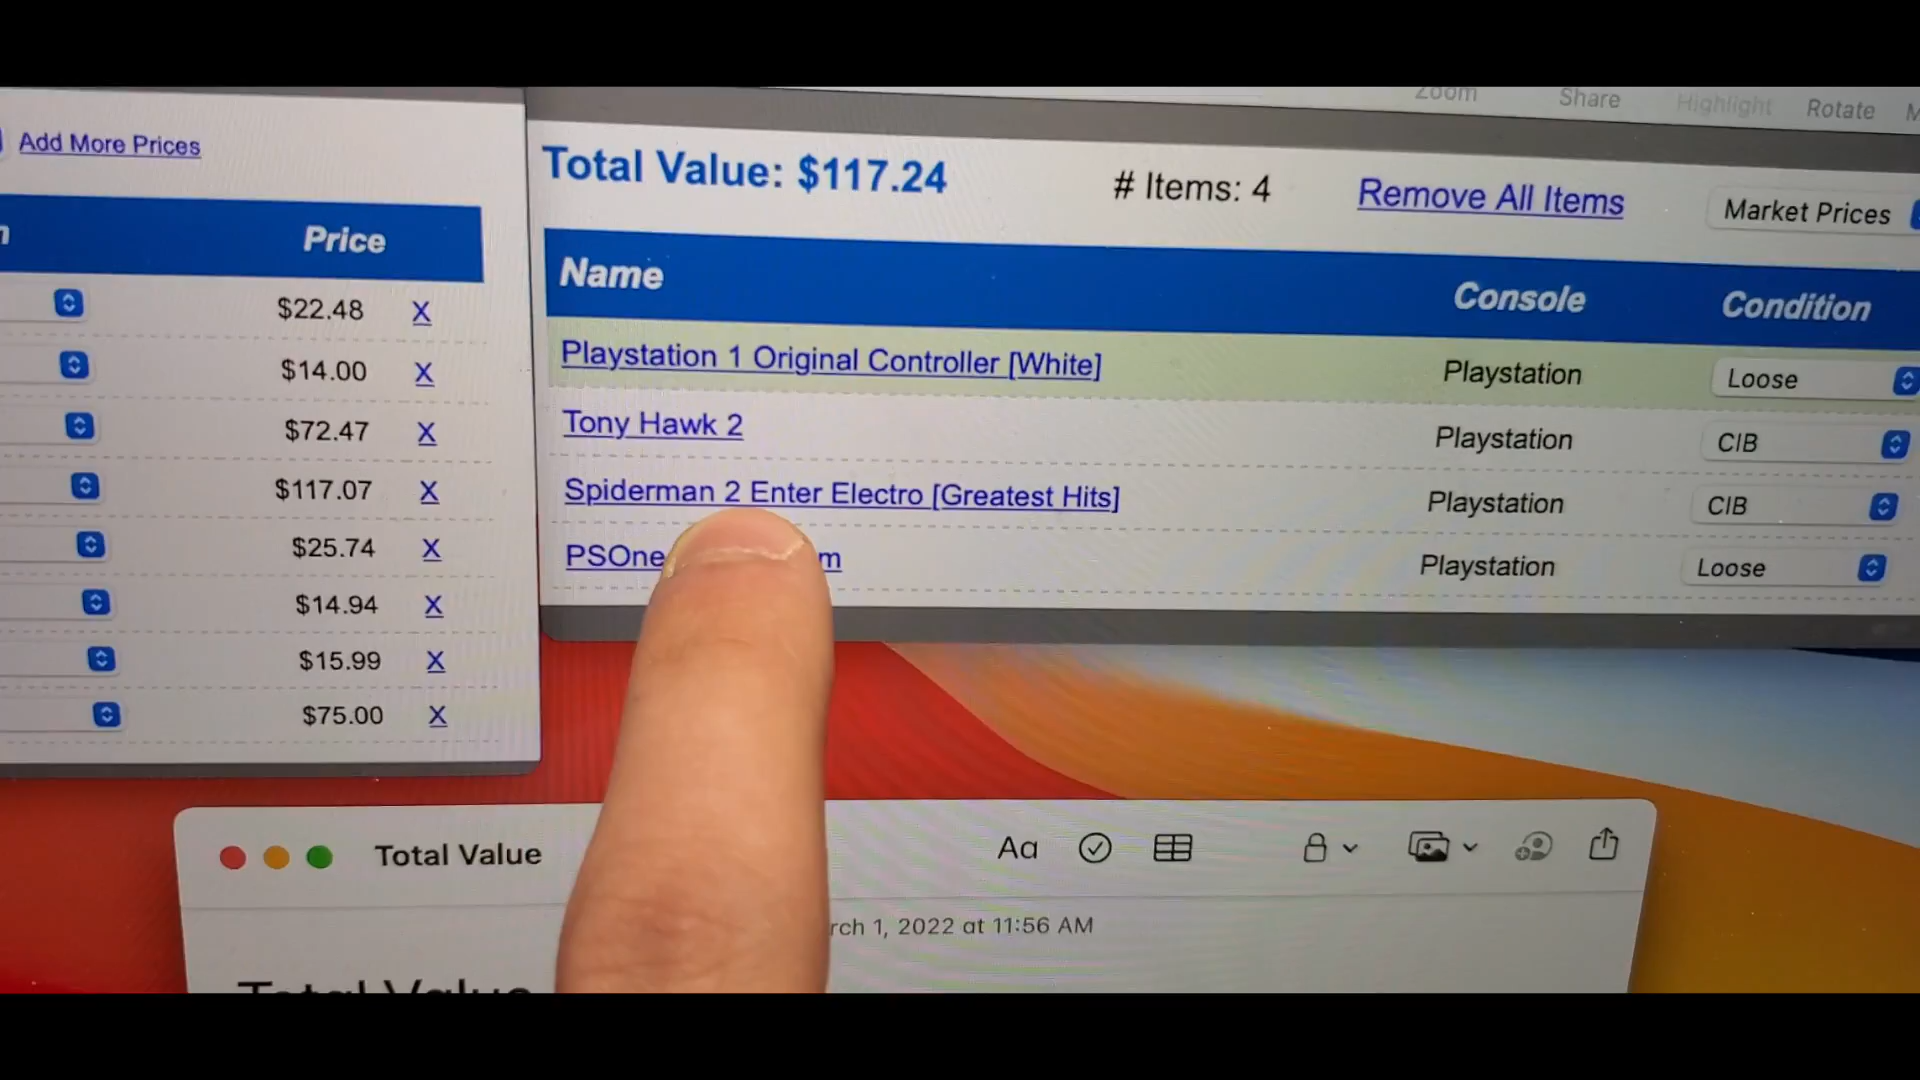 Zoom Share Highlight Rotate
Add More Prices
Price
$22.48 X
$14.00 X
$72.47 X
$117.07 X
$25.74 X
$14.94 X
$15.99 X
$75.00 X
Total Value: $117.24 # Items: 4 Remove All Items Market Prices
Name Console Condition
Playstation 1 Original Controller [White] Playstation Loose
Tony Hawk 2 Playstation CIB
Spiderman 2 Enter Electro [Greatest Hits] Playstation CIB
PSOne m Playstation Loose
Total Value Aa
rch 1, 2022 at 11:56 AM
Total Value